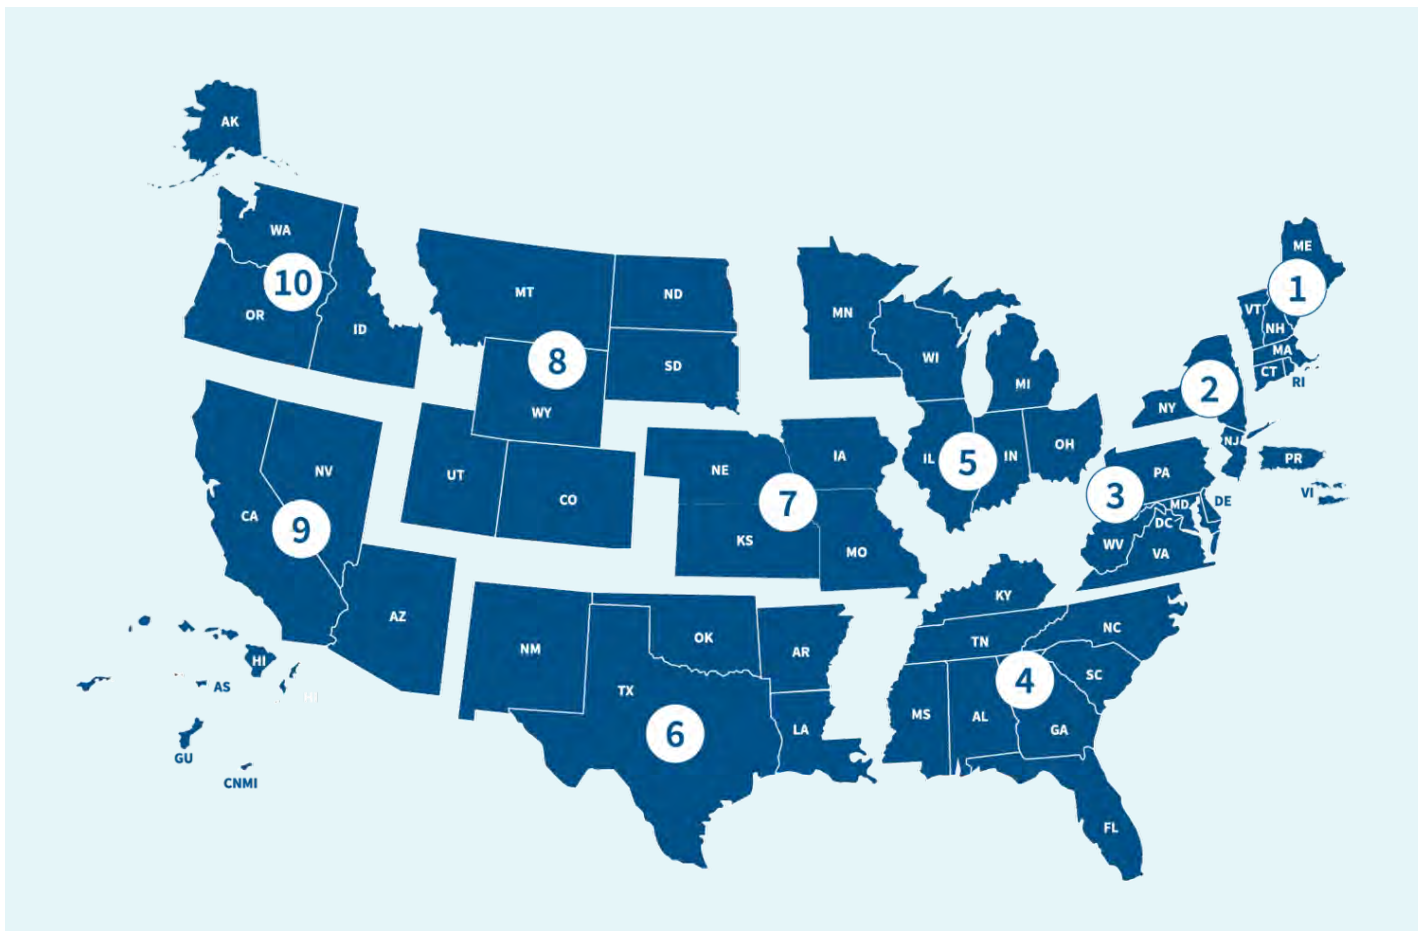 AK
WA
10
OR
ID
MT
ND
8
SD
WY
UT
CO
NV
CA
9
AZ
HI
AS
HI
GU
CNMI
NM
OK
TX
6
AR
LA
NE
IA
7
KS
MO
MN
WI
MI
IL
5
IN
OH
KY
TN
NC
4
SC
MS
AL
GA
FL
PA
3
MD
DE
DC
WV
VA
NY
2
NJ
PR
VI
ME
1
VT
NH
MA
CT
RI